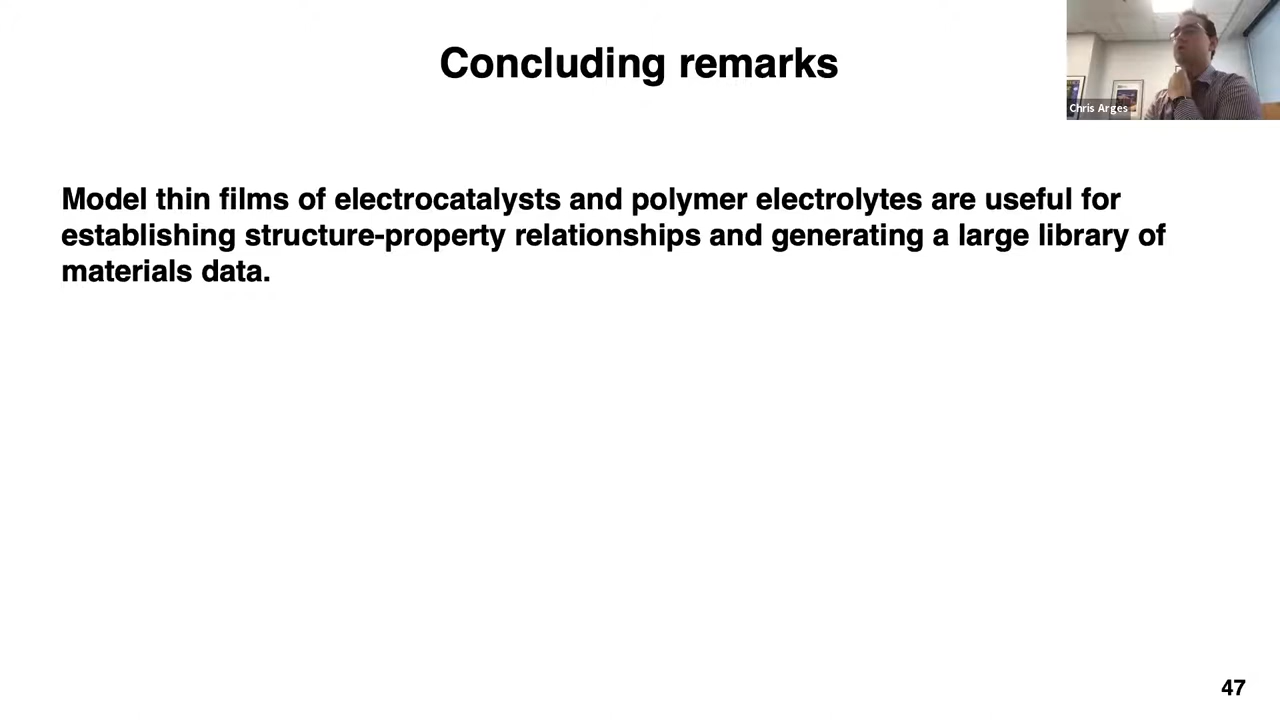 Concluding remarks
Chris Arges
Model thin films of electrocatalysts and polymer electrolytes are useful for
establishing structure-property relationships and generating a large library of
materials data.
47